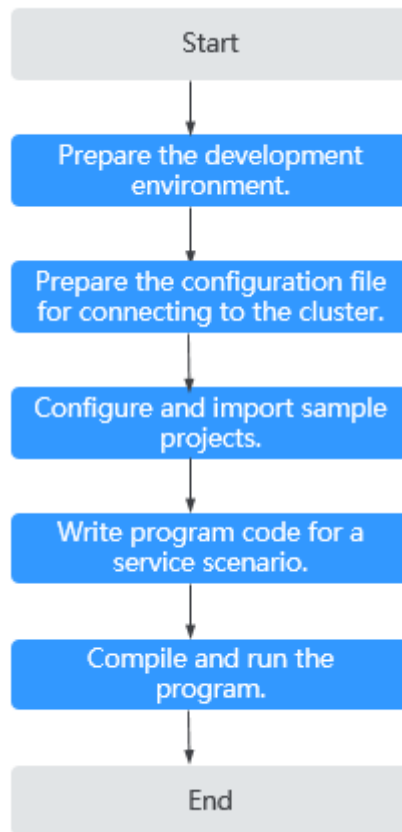 Start
Prepare the development
environment.
Prepare the configuration file
for connecting to the cluster.
Configure and import sample
projects.
Write program code for a
service scenario.
Compile and run the
program.
End